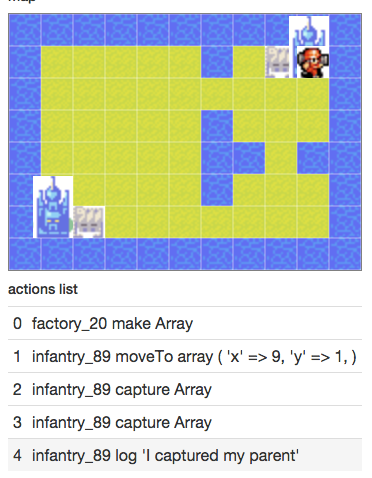 map
actions list
0 factory_20 make Array
1 infantry_89 moveTo array ( 'x' => 9, 'y' => 1, )
2 infantry_89 capture Array
3 infantry_89 capture Array
4 infantry_89 log 'I captured my parent'